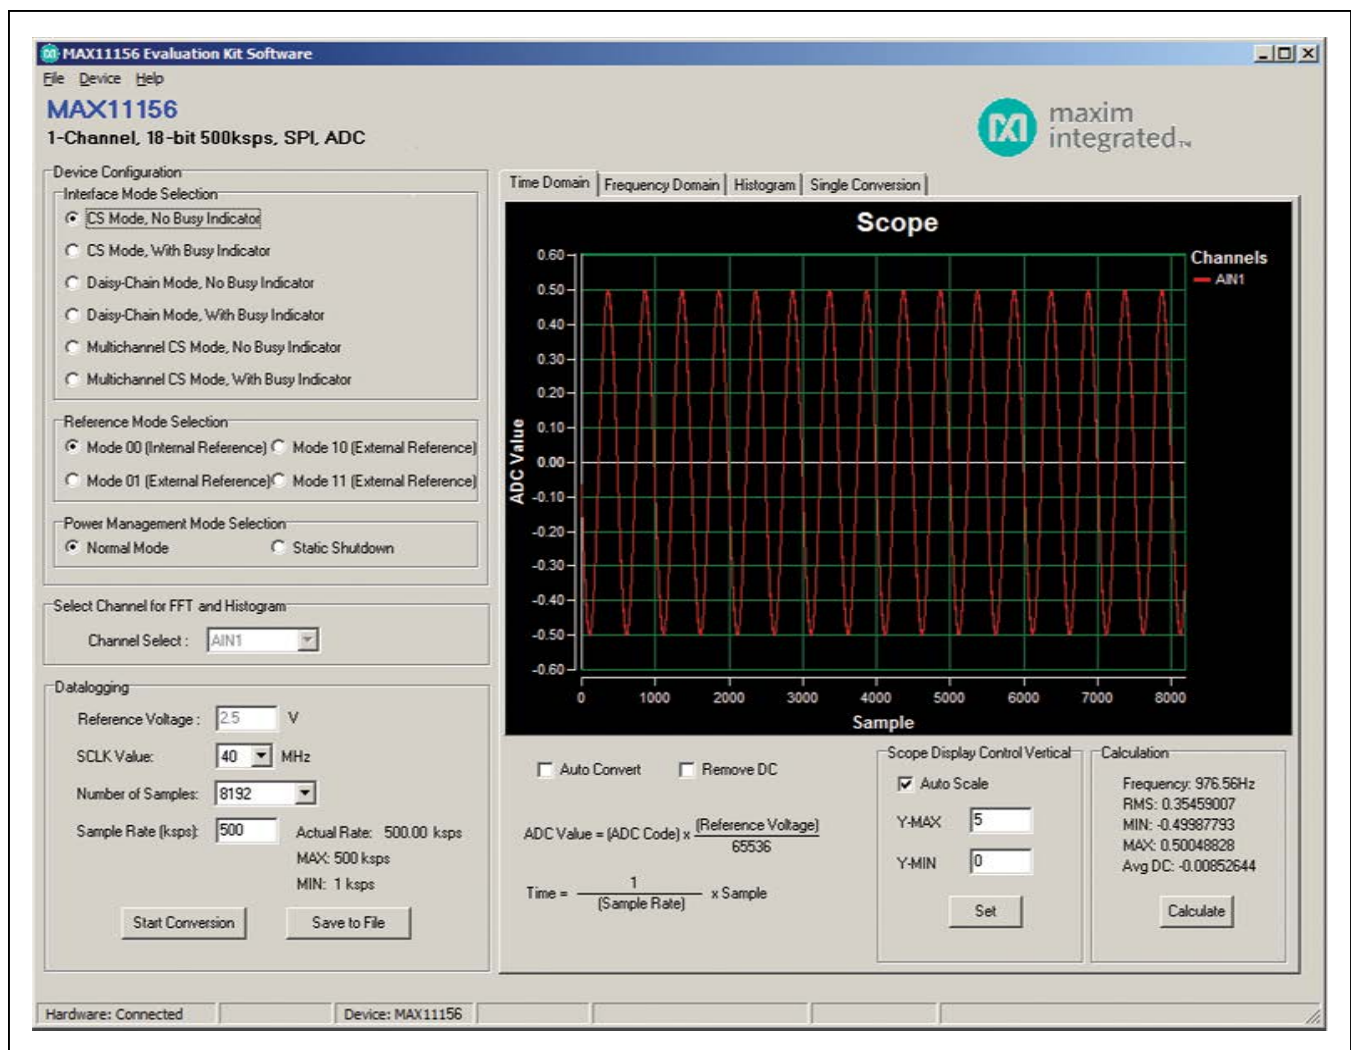 MAX11156 Evaluation Kit Software
File Device Help
MAX11156
1-Channel, 18-bit 500ksps, SPI, ADC
maxim
integrated™
Device Configuration
Interface Mode Selection
CS Mode, No Busy Indicator
CS Mode, With Busy Indicator
Daisy-Chain Mode, No Busy Indicator
Daisy-Chain Mode, With Busy Indicator
Multichannel CS Mode, No Busy Indicator
Multichannel CS Mode, With Busy Indicator
Reference Mode Selection
Mode 00 (Internal Reference) Mode 10 (External Reference)
Mode 01 (External Reference) Mode 11 (External Reference)
Power Management Mode Selection
Normal Mode Static Shutdown
Select Channel for FFT and Histogram
Channel Select : AIN1
Datalogging
Reference Voltage : 2.5 V
SCLK Value: 40 MHz
Number of Samples: 8192
Sample Rate (ksps): 500 Actual Rate: 500.00 ksps
MAX: 500 ksps
MIN: 1 ksps
Start Conversion Save to File
Time Domain Frequency Domain Histogram Single Conversion
Scope
Channels
AIN1
ADC Value
0.60
0.50
0.40
0.30
0.20
0.10
0.00
-0.10
-0.20
-0.30
-0.40
-0.50
-0.60
0 1000 2000 3000 4000 5000 6000 7000 8000
Sample
Auto Convert Remove DC
ADC Value = (ADC Code) x (Reference Voltage)
65536
Time = 1 x Sample
(Sample Rate)
Scope Display Control Vertical
Auto Scale
Y-MAX 5
Y-MIN 0
Set
Calculation
Frequency: 976.56Hz
RMS: 0.35459007
MIN: -0.49987793
MAX: 0.50048828
Avg DC: -0.00852644
Calculate
Hardware: Connected Device: MAX11156